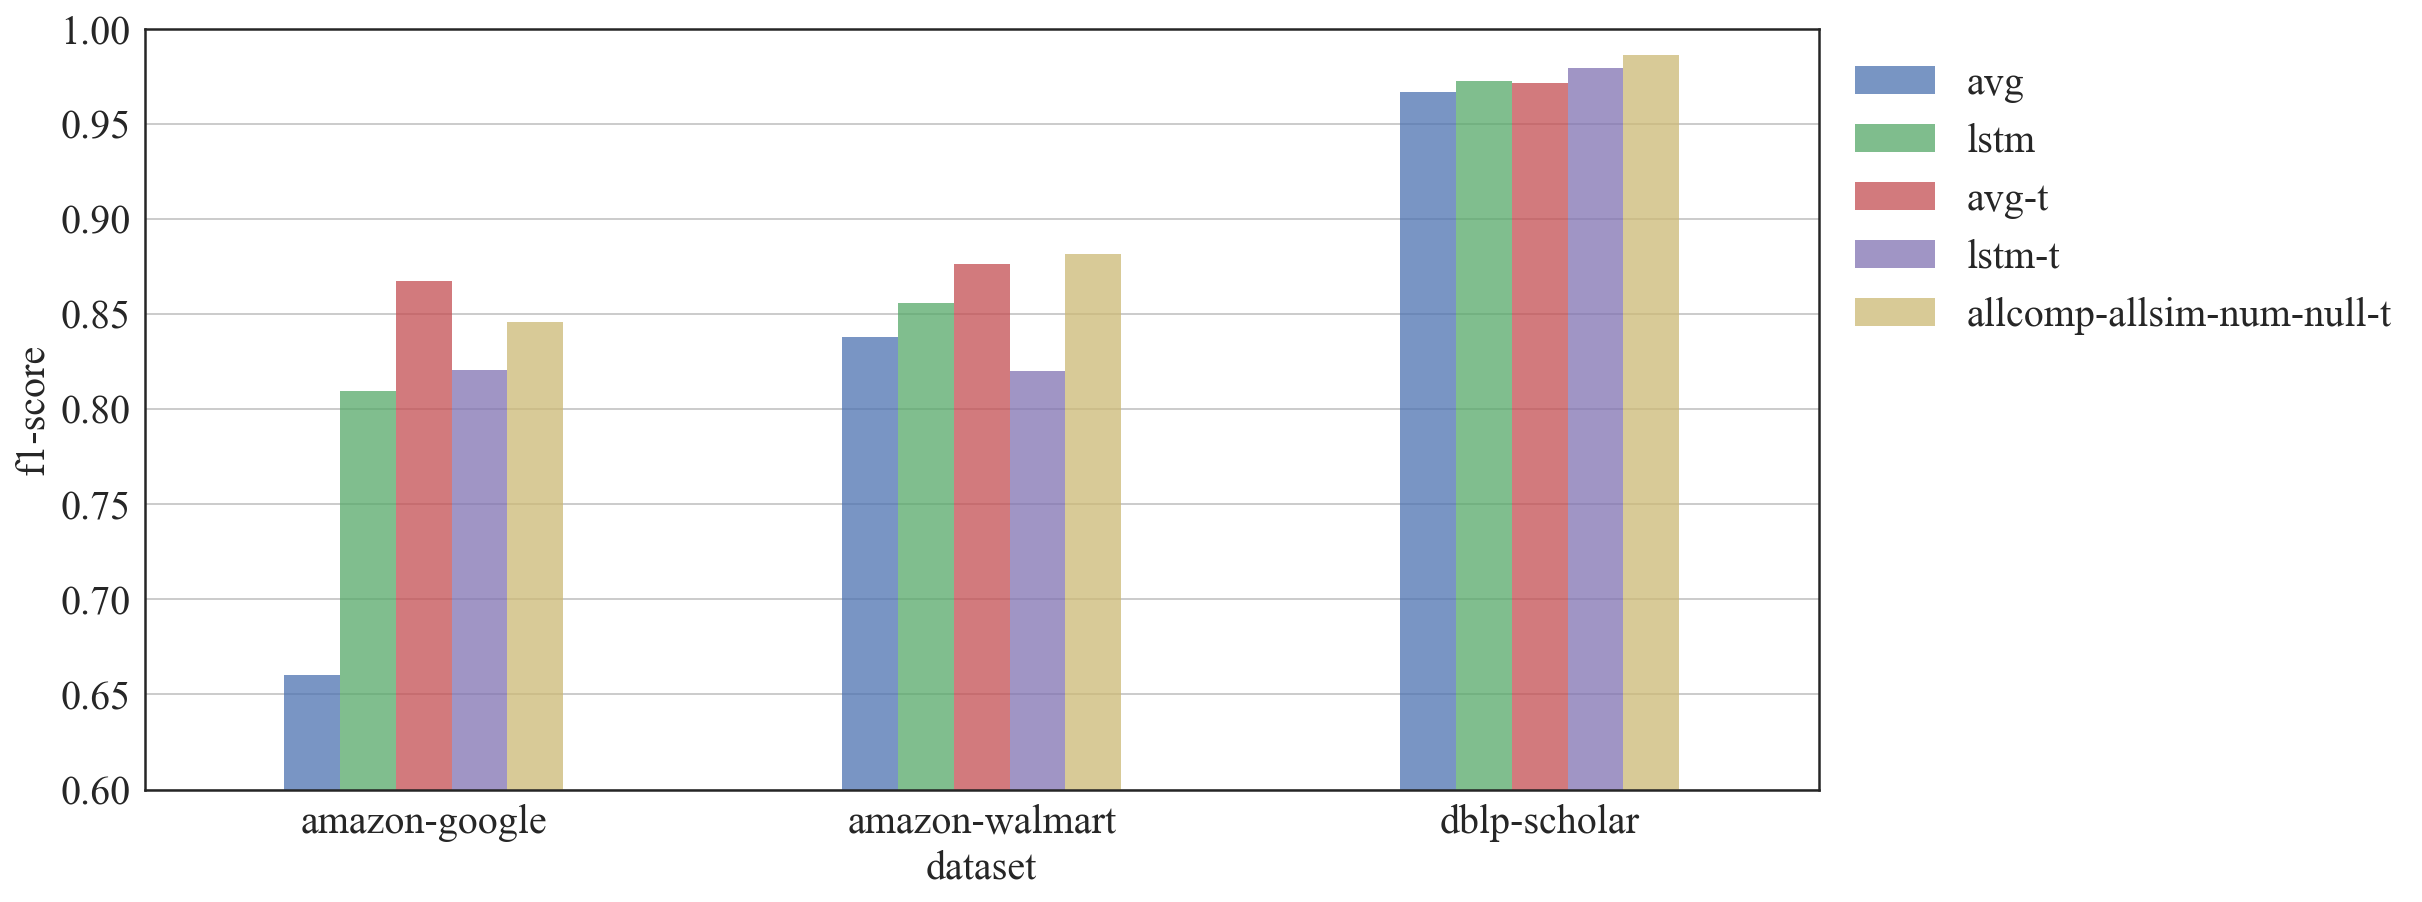 1.00
0.95
0.90
0.85
0.80
0.75
0.70
0.65
0.60
f1-score
amazon-google
amazon-walmart
dblp-scholar
dataset
avg
lstm
avg-t
lstm-t
allcomp-allsim-num-null-t